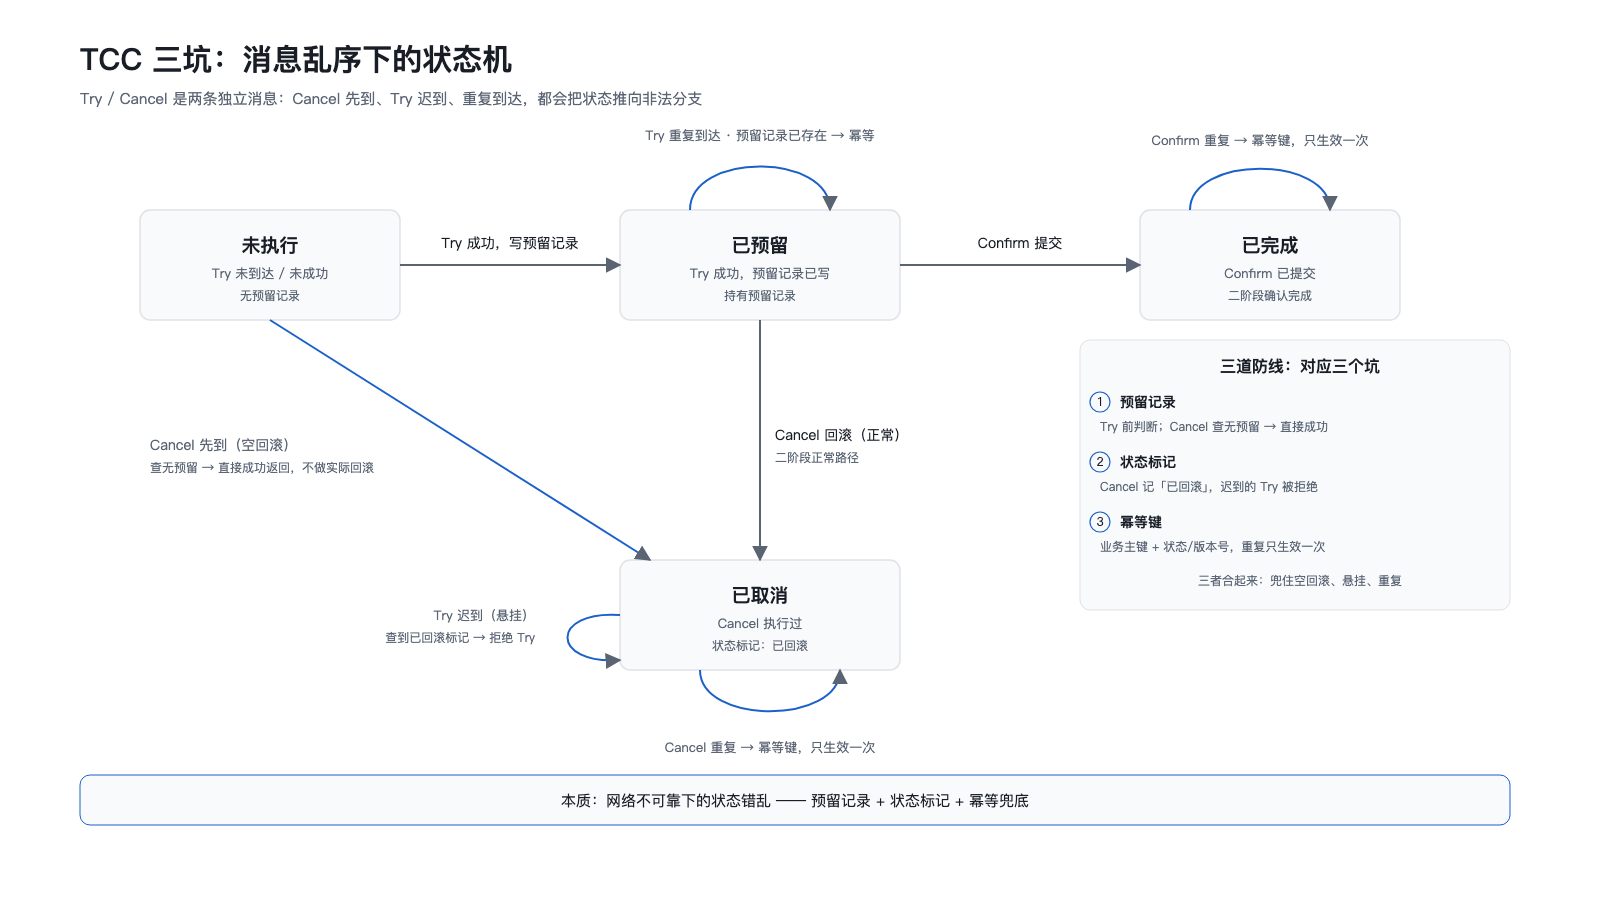 TCC 三坑：消息乱序下的状态机
Try / Cancel 是两条独立消息：Cancel 先到、Try 迟到、重复到达，都会把状态推向非法分支
Try 重复到达 · 预留记录已存在 → 幂等
Confirm 重复 → 幂等键，只生效一次
未执行
Try 未到达 / 未成功
无预留记录
Try 成功，写预留记录
已预留
Try 成功，预留记录已写
持有预留记录
Confirm 提交
已完成
Confirm 已提交
二阶段确认完成
Cancel 先到（空回滚）
查无预留 → 直接成功返回，不做实际回滚
Cancel 回滚（正常）
二阶段正常路径
三道防线：对应三个坑
1 预留记录
Try 前判断；Cancel 查无预留 → 直接成功
2 状态标记
Cancel 记「已回滚」，迟到的 Try 被拒绝
3 幂等键
业务主键 + 状态/版本号，重复只生效一次
三者合起来：兜住空回滚、悬挂、重复
Try 迟到（悬挂）
查到已回滚标记 → 拒绝 Try
已取消
Cancel 执行过
状态标记：已回滚
Cancel 重复 → 幂等键，只生效一次
本质：网络不可靠下的状态错乱 —— 预留记录 + 状态标记 + 幂等兜底